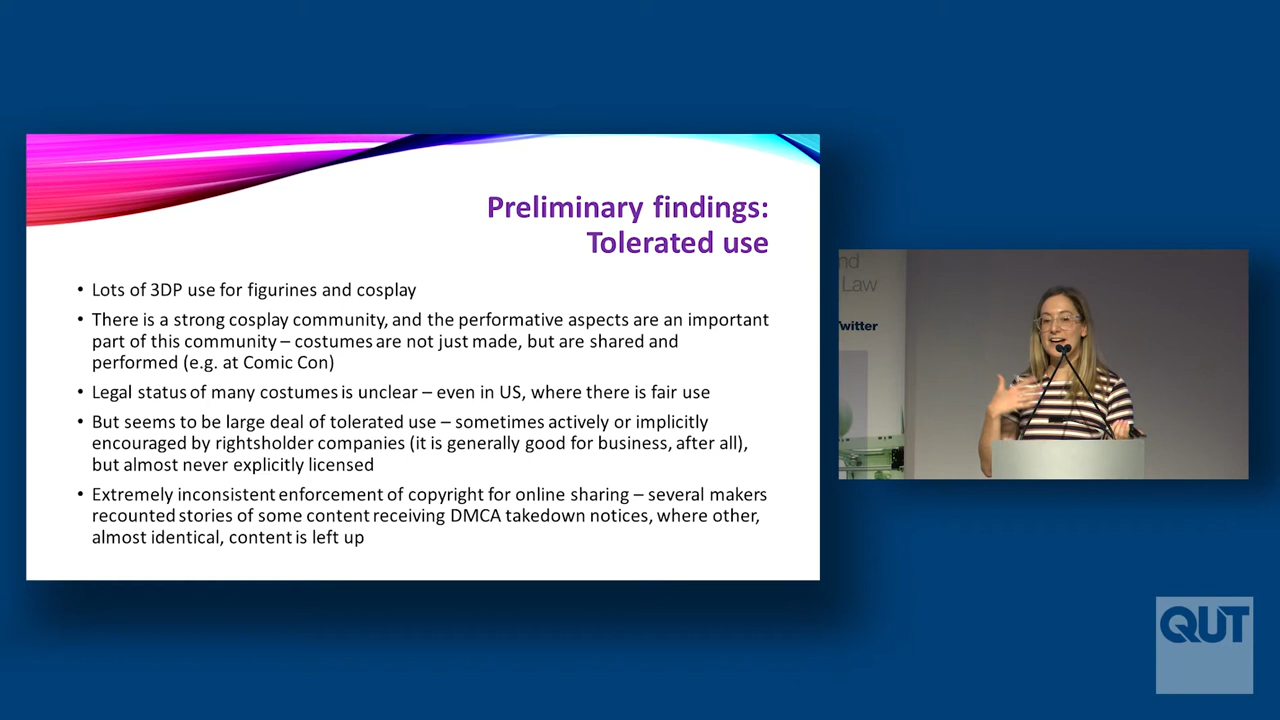 Preliminary findings:
Tolerated use
• Lots of 3DP use for figurines and cosplay
• There is a strong cosplay community, and the performative aspects are an important
part of this community – costumes are not just made, but are shared and
performed (e.g. at Comic Con)
• Legal status of many costumes is unclear – even in US, where there is fair use
• But seems to be large deal of tolerated use – sometimes actively or implicitly
encouraged by rightsholder companies (it is generally good for business, after all),
but almost never explicitly licensed
• Extremely inconsistent enforcement of copyright for online sharing – several makers
recounted stories of some content receiving DMCA takedown notices, where other,
almost identical, content is left up
nd
Law
Twitter
QUT